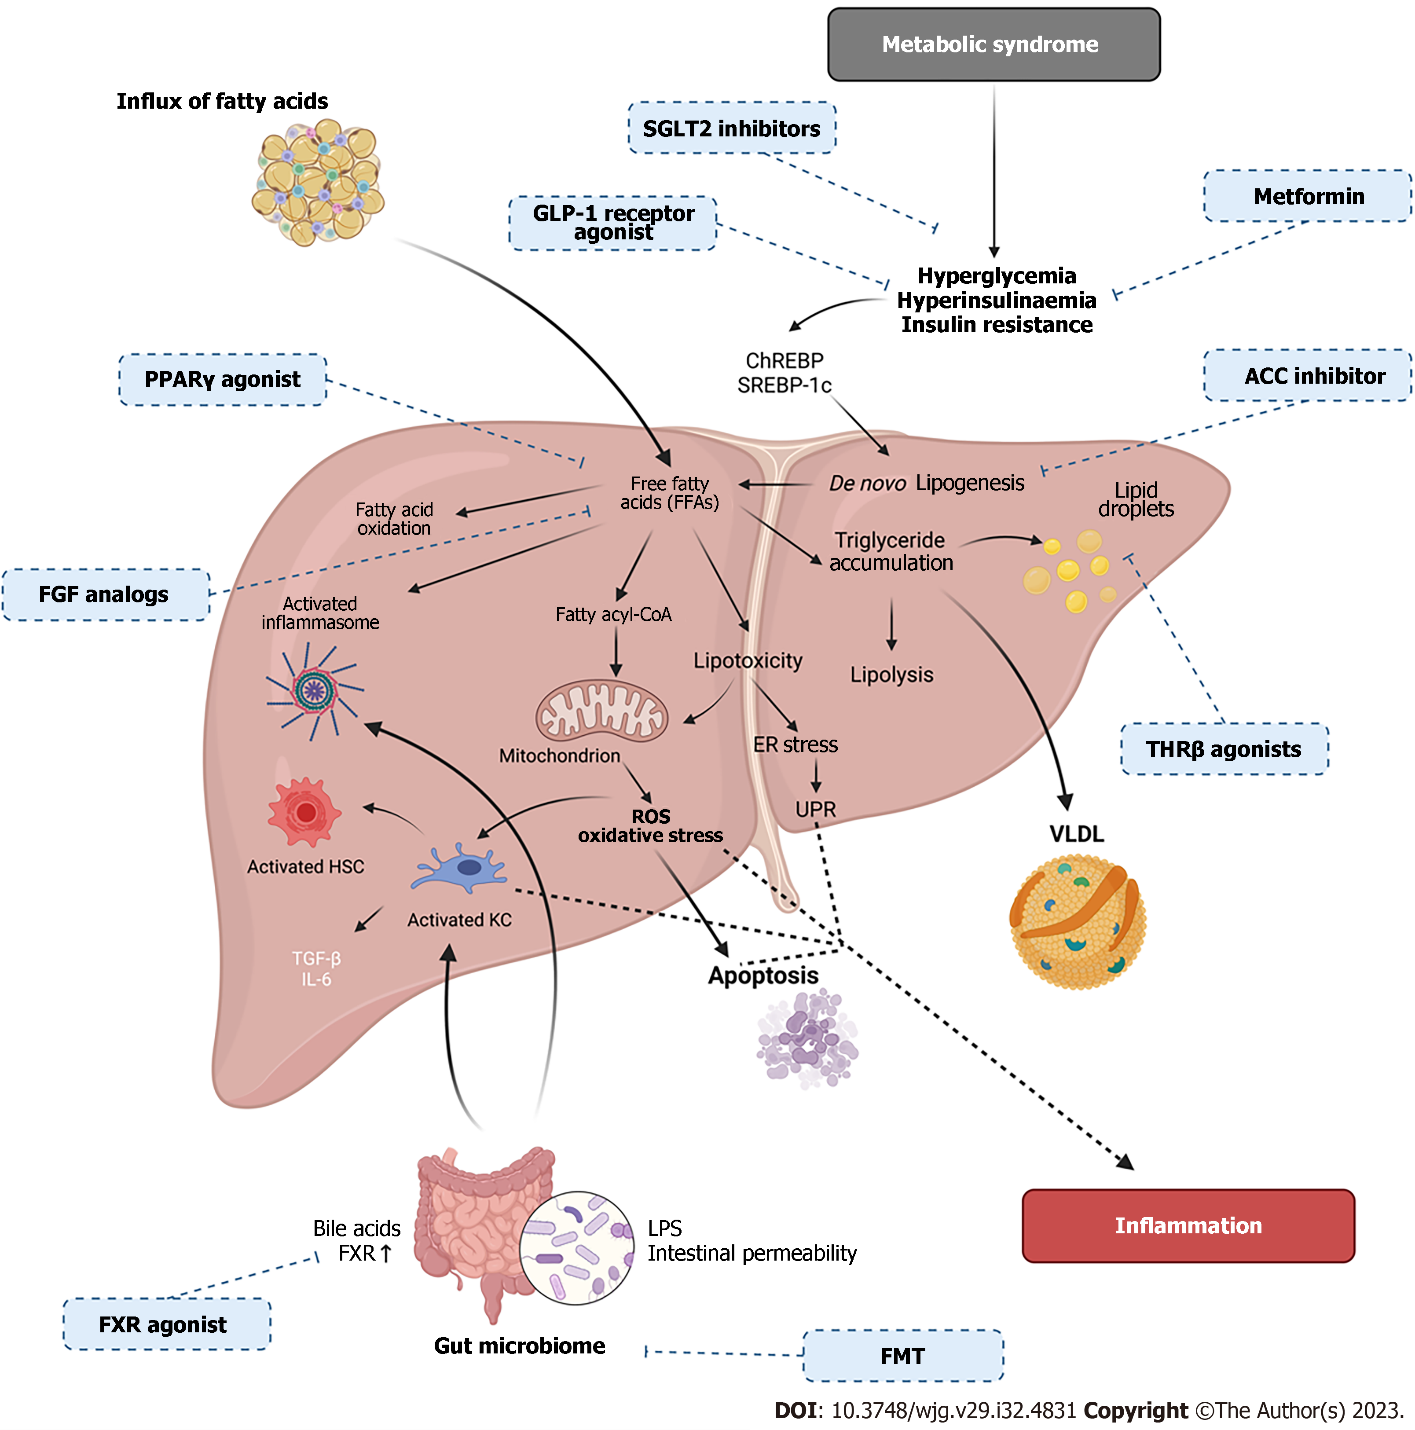 Metabolic syndrome
Influx of fatty acids
SGLT2 inhibitors
Metformin
GLP-1 receptor
agonist
Hyperglycemia
Hyperinsulinaemia
Insulin resistance
ChREBP
SREBP-1c
PPARγ agonist
ACC inhibitor
Free fatty
acids (FFAs)
De novo Lipogenesis
Lipid
droplets
Fatty acid
oxidation
Triglyceride
accumulation
FGF analogs
Activated
inflammasome
Fatty acyl-CoA
Lipotoxicity
Lipolysis
Mitochondrion
ER stress
THRβ agonists
UPR
ROS
oxidative stress
VLDL
Activated HSC
Activated KC
TGF-β
IL-6
Apoptosis
Bile acids
FXR↑
LPS
Intestinal permeability
Inflammation
FXR agonist
Gut microbiome
FMT
DOI: 10.3748/wjg.v29.i32.4831 Copyright ©The Author(s) 2023.